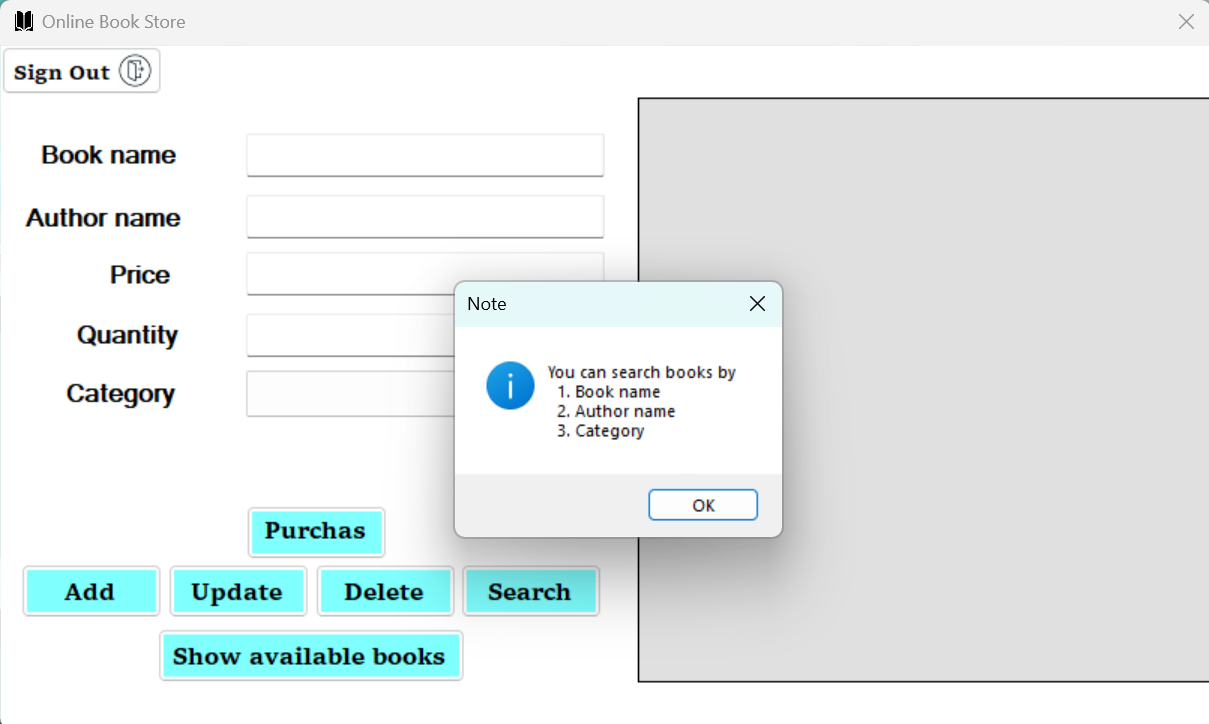 Online Book Store
Sign Out
Book name
Author name
Price
Quantity
Category
Note
You can search books by
1. Book name
2. Author name
3. Category
OK
Purchas
Add Update Delete Search
Show available books